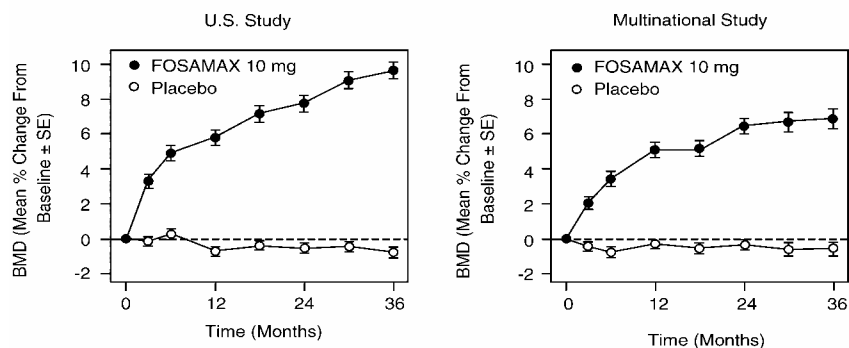 U.S. Study
FOSAMAX 10 mg
Placebo
BMD (Mean % Change From
Baseline ± SE)
10
8
6
4
2
0
-2
0
12
24
36
Time (Months)
Multinational Study
FOSAMAX 10 mg
Placebo
BMD (Mean % Change From
Baseline ± SE)
10
8
6
4
2
0
-2
0
12
24
36
Time (Months)